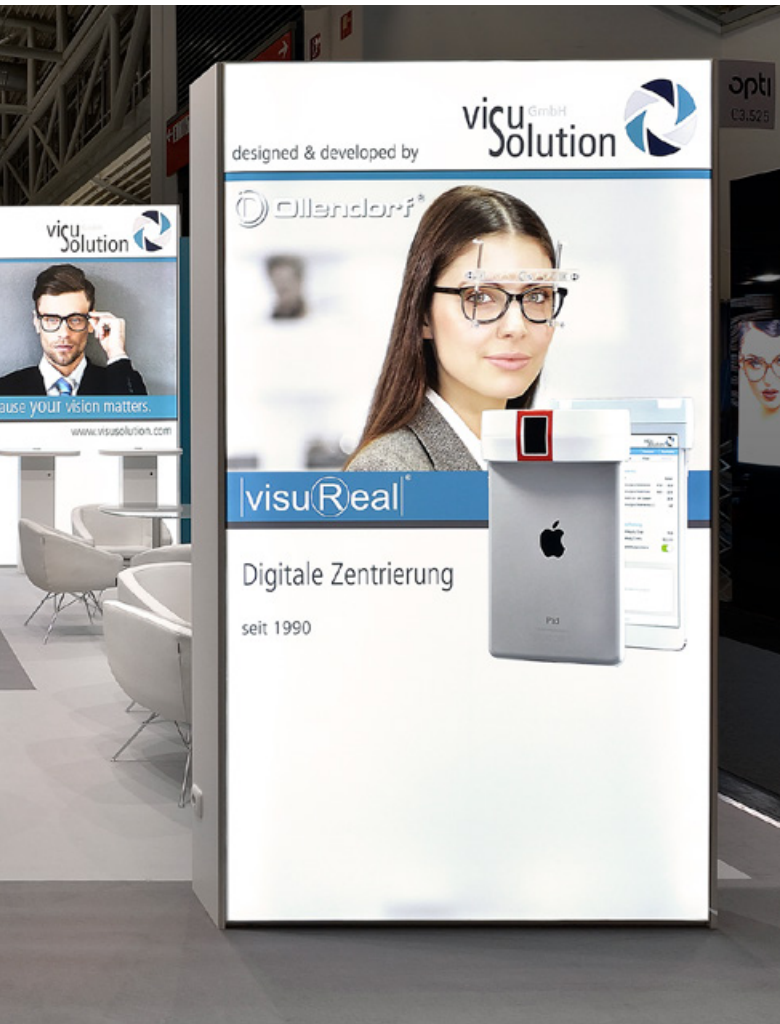 opti
C3.525
visu GmbH
Solution
designed & developed by
Ollendorf®
visu
Solution
your vision matters.
www.visusolution.com
|visuReal|®
iPad
Digitale Zentrierung
seit 1990